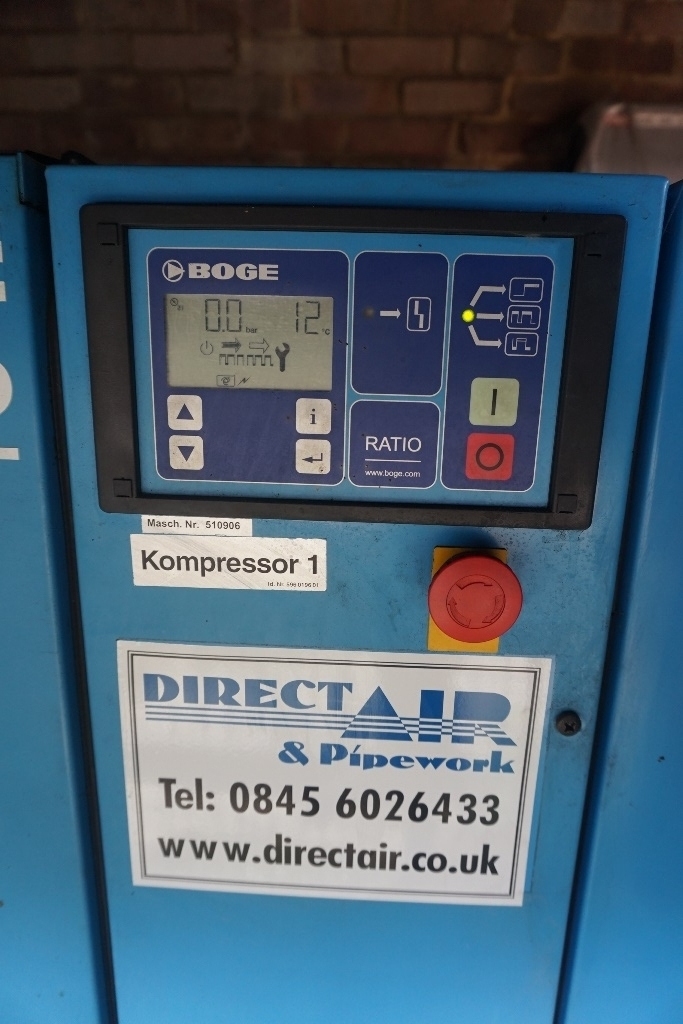 BOGE
0.0 bar 12 °C
i
RATIO
www.boge.com
I
O
Masch. Nr. 510906
Kompressor 1
DIRECTAIR
& Pipework
Tel: 0845 6026433
www.directair.co.uk